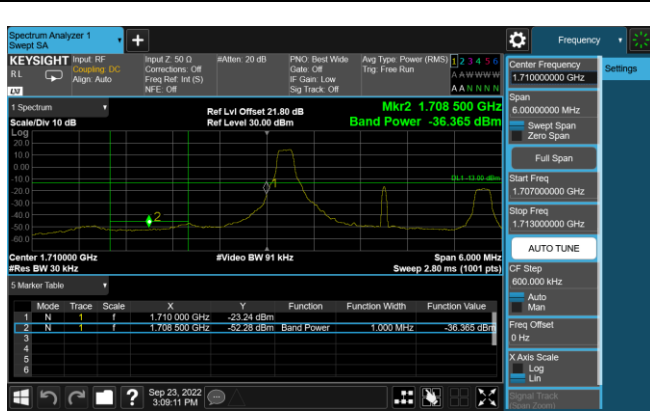 Spectrum Analyzer 1
Swept SA
Frequency
KEYSIGHT
RL
Input: RF
Coupling: DC
Align: Auto
Input Z: 50 Ω
Corrections: Off
Freq Ref: Int (S)
NFE: Off
#Atten: 20 dB
PNO: Best Wide
Gate: Off
IF Gain: Low
Sig Track: Off
Avg Type: Power (RMS)
Trig: Free Run
1 2 3 4 5 6
A A W W W W
A A N N N N
LXI
Center Frequency
1.710000000 GHz
Settings
Span
6.00000000 MHz
Swept Span
Zero Span
Full Span
Start Freq
1.707000000 GHz
Stop Freq
1.713000000 GHz
AUTO TUNE
CF Step
600.000 kHz
Auto
Man
Freq Offset
0 Hz
X Axis Scale
Log
Lin
Signal Track
(Span Zoom)
1 Spectrum
Scale/Div 10 dB
Ref Lvl Offset 21.80 dB
Ref Level 30.00 dBm
Mkr2 1.708 500 GHz
Band Power -36.365 dBm
Log
20.0
10.0
0.00
-10.0
-20.0
-30.0
-40.0
-50.0
-60.0
DL1 -13.00 dBm
2
Center 1.710000 GHz
#Res BW 30 kHz
#Video BW 91 kHz
Span 6.000 MHz
Sweep 2.80 ms (1001 pts)
5 Marker Table
Mode Trace Scale X Y Function Function Width Function Value
1 N 1 f 1.710 000 GHz -23.24 dBm
2 N 1 f 1.708 500 GHz -52.28 dBm Band Power 1.000 MHz -36.365 dBm
3
4
5
6
Sep 23, 2022
3:09:11 PM